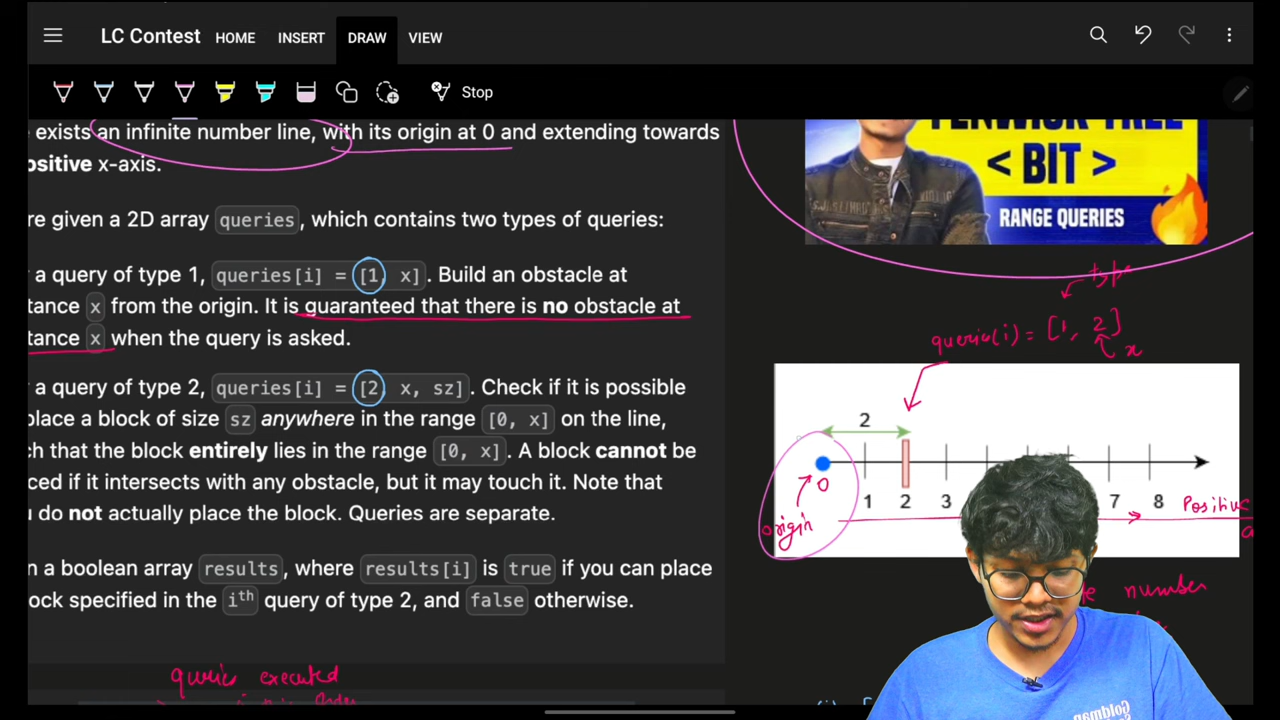 LC Contest HOME INSERT DRAW VIEW
Stop
exists an infinite number line, with its origin at 0 and extending towards
ositive x-axis.
re given a 2D array queries, which contains two types of queries:
a query of type 1, queries[i] = [1, x]. Build an obstacle at
tance x from the origin. It is guaranteed that there is no obstacle at
tance x when the query is asked.
a query of type 2, queries[i] = [2, x, sz]. Check if it is possible
place a block of size sz anywhere in the range [0, x] on the line,
ch that the block entirely lies in the range [0, x]. A block cannot be
ced if it intersects with any obstacle, but it may touch it. Note that
do not actually place the block. Queries are separate.
n a boolean array results, where results[i] is true if you can place
ock specified in the ith query of type 2, and false otherwise.
queries executed
FENWICK TREE
< BIT >
RANGE QUERIES
type
queries(i) = [1, 2]
x
2
0 1 2 3 7 8 Positive
origin
number
Goldman